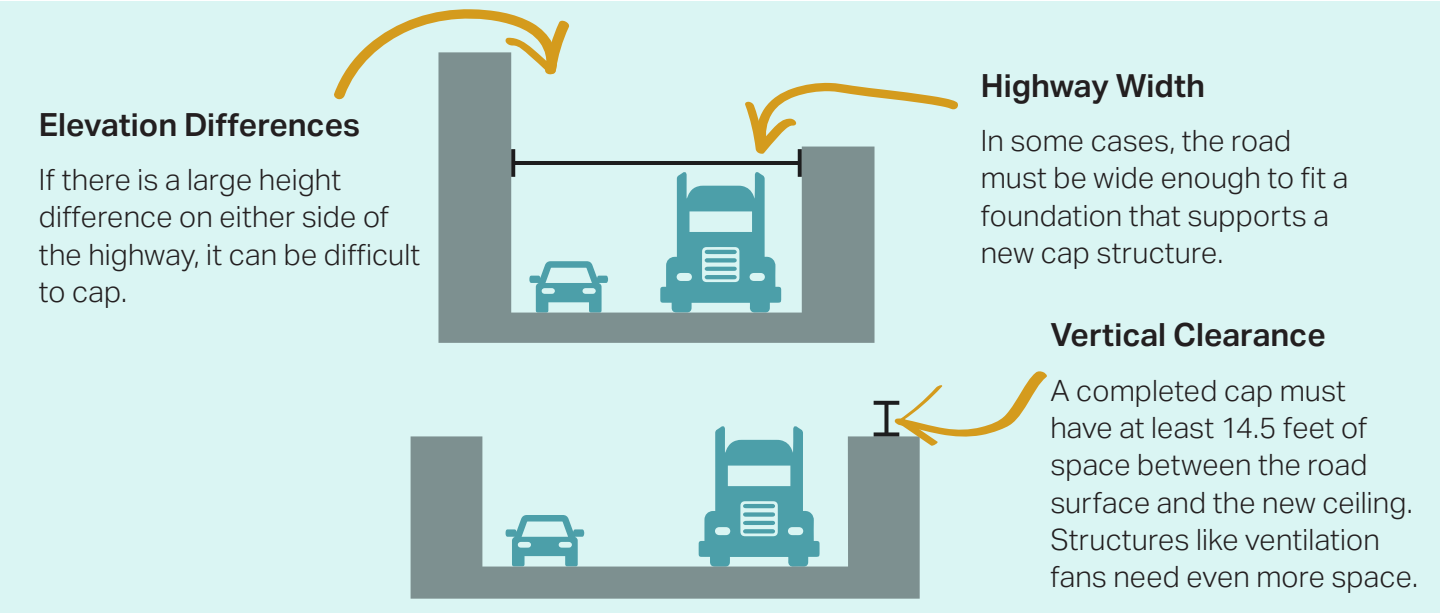 Elevation Differences
If there is a large height
difference on either side of
the highway, it can be difficult
to cap.
Highway Width
In some cases, the road
must be wide enough to fit a
foundation that supports a
new cap structure.
Vertical Clearance
A completed cap must
have at least 14.5 feet of
space between the road
surface and the new ceiling.
Structures like ventilation
fans need even more space.